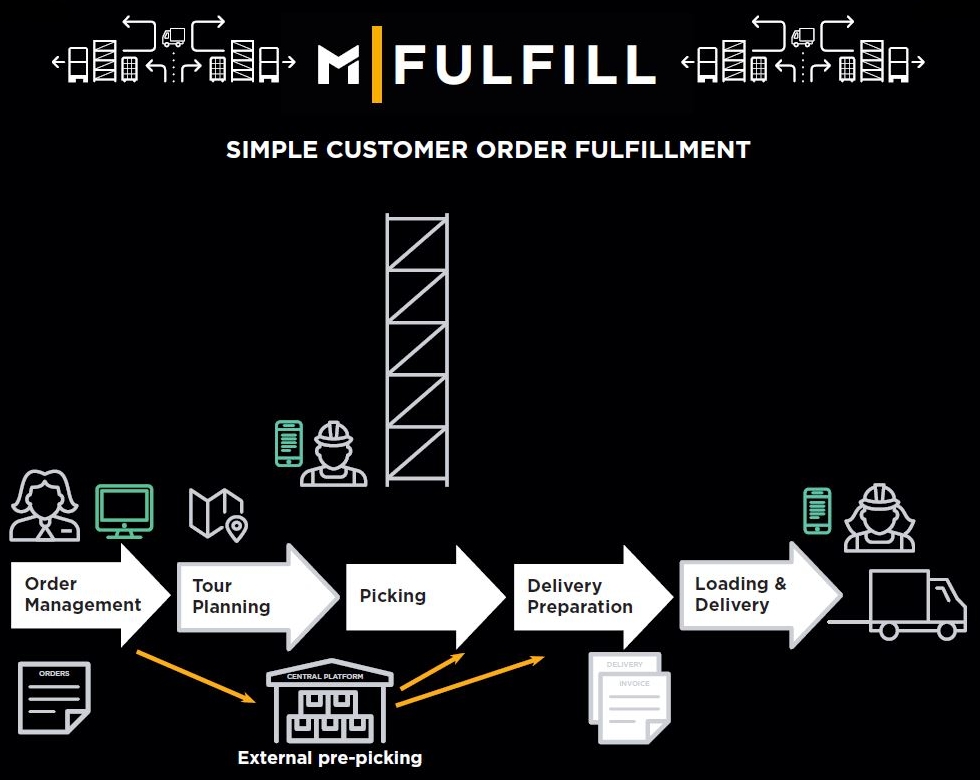 M FULFILL
SIMPLE CUSTOMER ORDER FULFILLMENT
Order
Management
Tour
Planning
Picking
Delivery
Preparation
Loading &
Delivery
ORDERS
CENTRAL PLATFORM
DELIVERY
INVOICE
External pre-picking